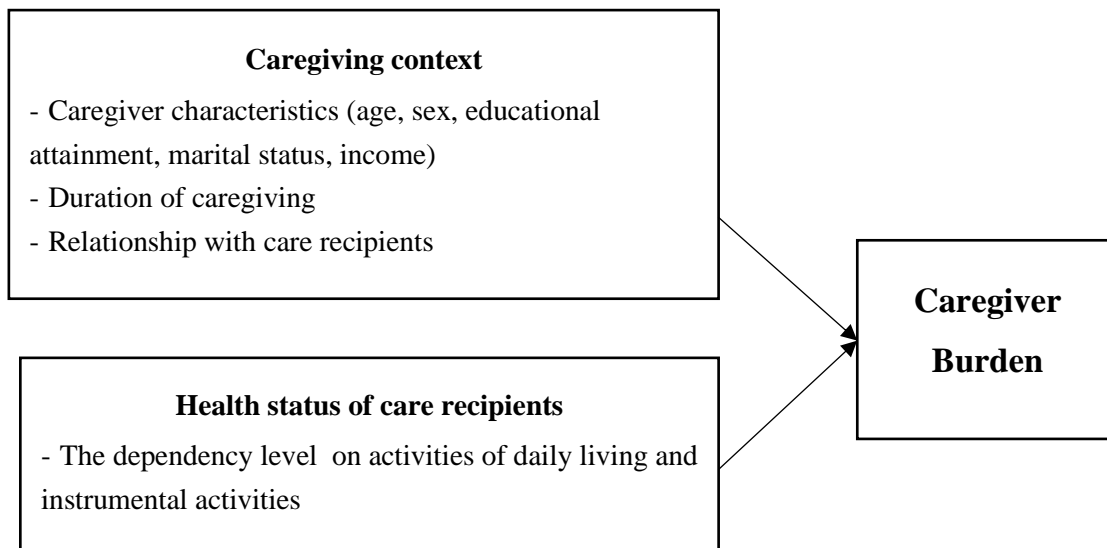 Caregiving context
- Caregiver characteristics (age, sex, educational
attainment, marital status, income)
- Duration of caregiving
- Relationship with care recipients
Caregiver
Burden
Health status of care recipients
- The dependency level on activities of daily living and
instrumental activities